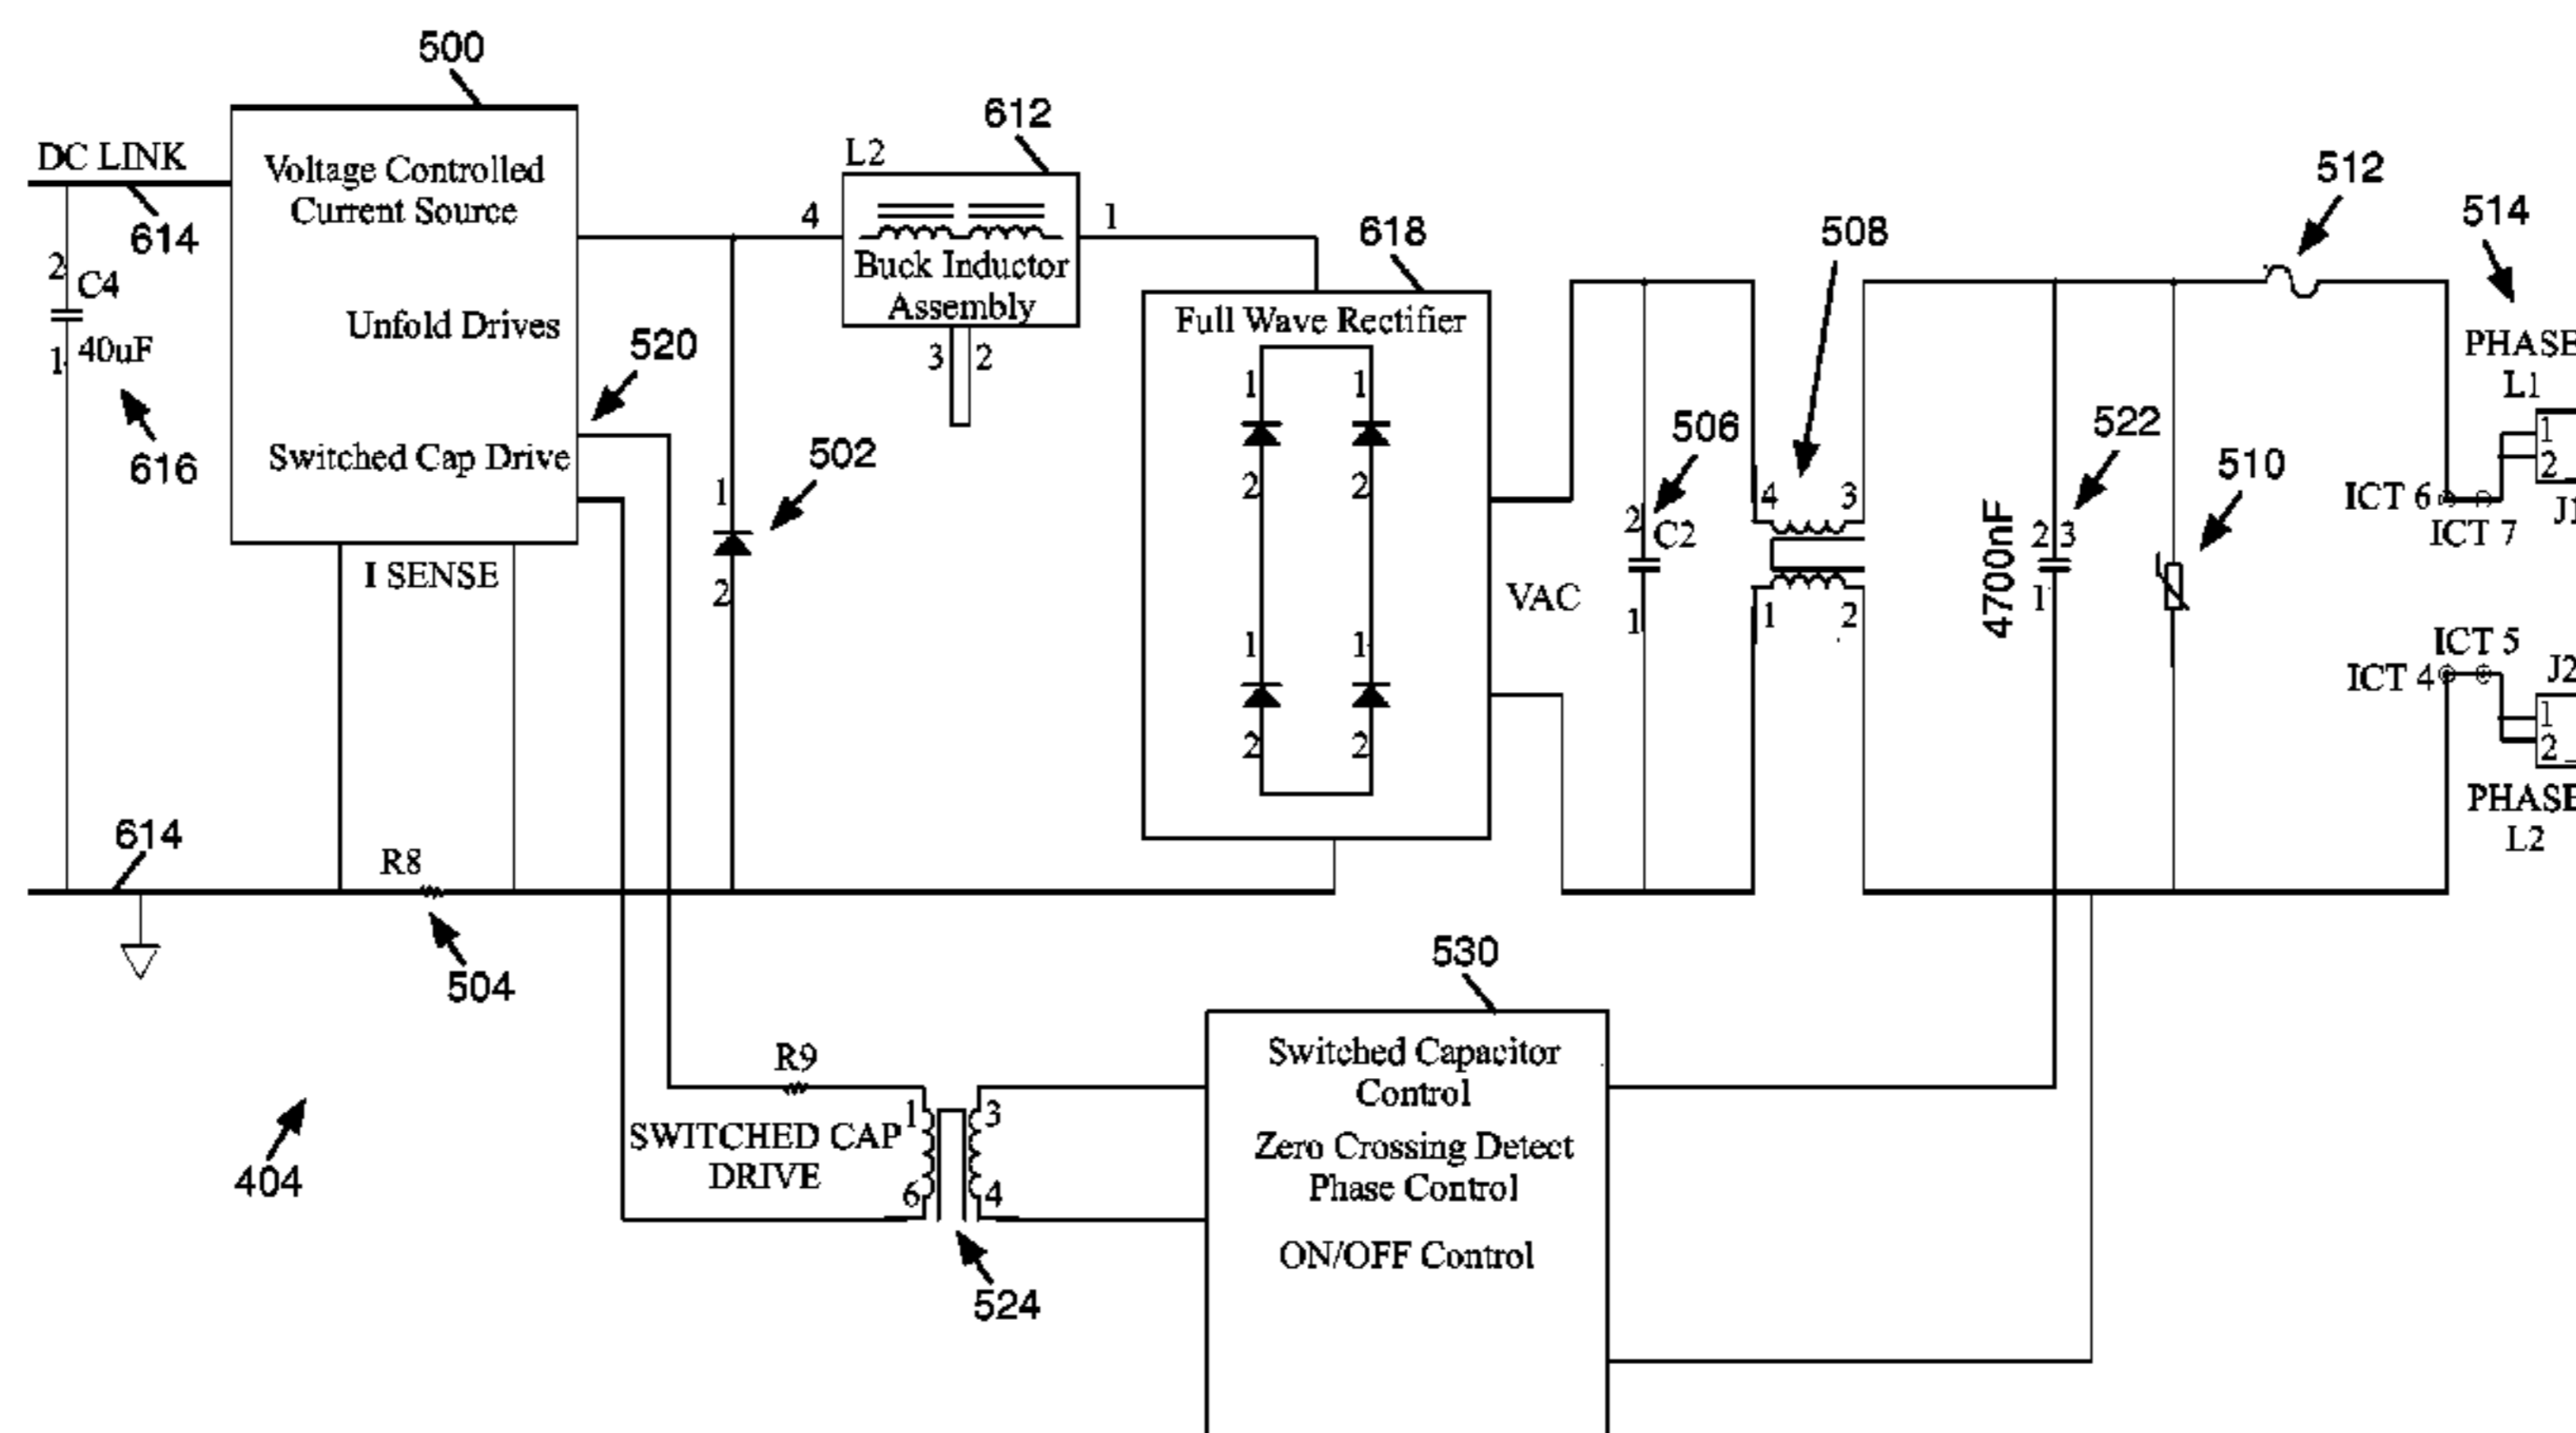 500
DC LINK
614
2
C4
1
40uF
616
Voltage Controlled
Current Source
Unfold Drives
Switched Cap Drive
520
I SENSE
1
502
2
4
L2
612
Buck Inductor
Assembly
3 2
1
618
Full Wave Rectifier
1 1
2 2
1 1
2 2
VAC
506
2
C2
1
508
4 3
1 2
522
4700nF
2 3
1
510
512
514
PHASE
L1
1
2
ICT 6
ICT 7
J1
ICT 5
ICT 4
J2
1
2
PHASE
L2
614
R8
504
404
R9
SWITCHED CAP
DRIVE
1 3
6 4
524
530
Switched Capacitor
Control
Zero Crossing Detect
Phase Control
ON/OFF Control